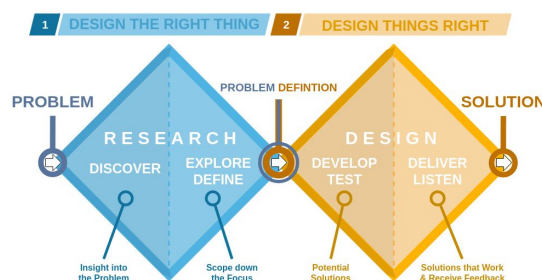 1 DESIGN THE RIGHT THING
2 DESIGN THINGS RIGHT
PROBLEM
PROBLEM DEFINTION
SOLUTION
RESEARCH
DESIGN
DISCOVER
EXPLORE
DEFINE
DEVELOP
TEST
DELIVER
LISTEN
Insight into
the Problem
Scope down
the Focus
Potential
Solutions
Solutions that Work
& Receive Feedback